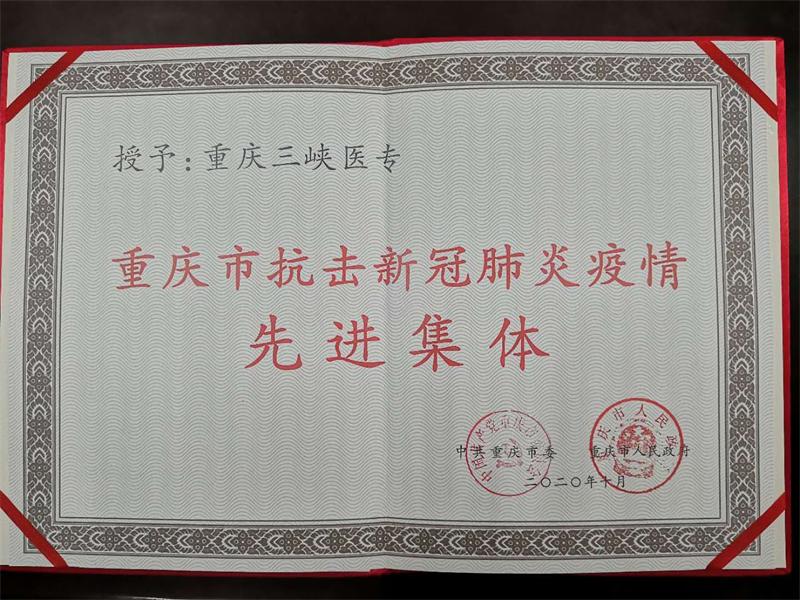 授予：重庆三峡医专
重庆市抗击新冠肺炎疫情
先进集体
中共重庆市委 重庆市人民政府
二〇二〇年十月